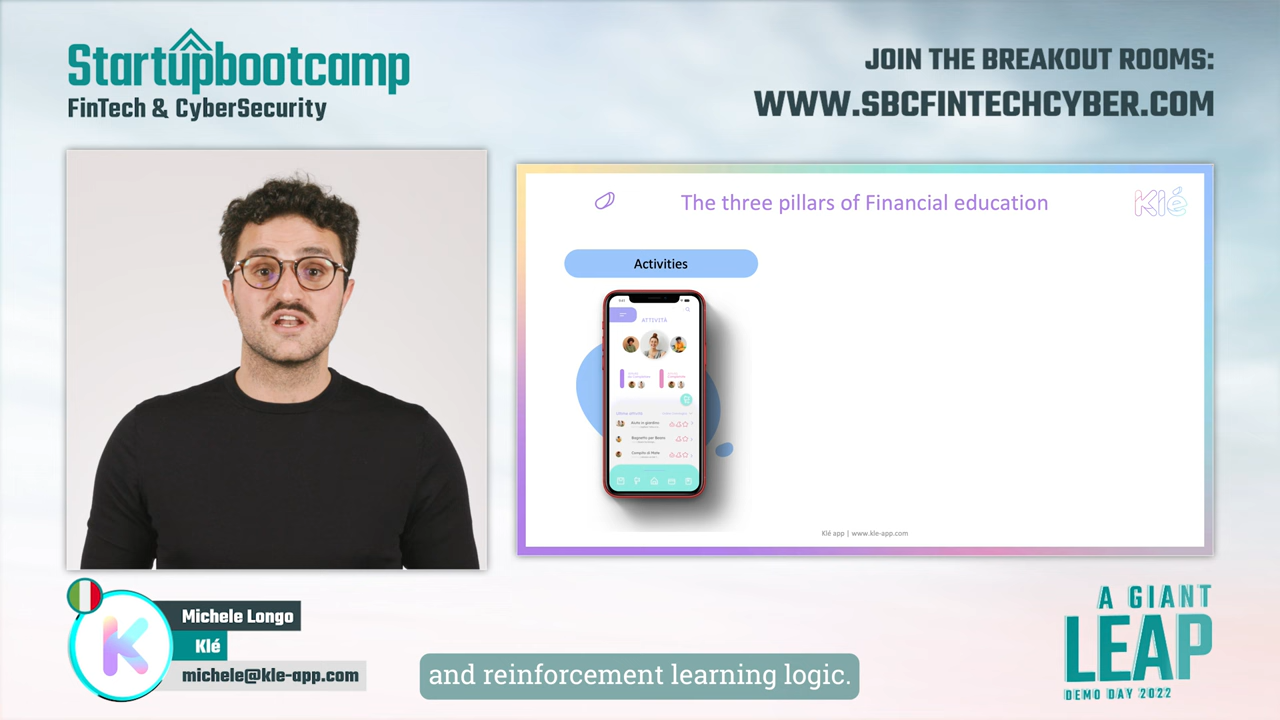 Startupbootcamp
FinTech & CyberSecurity
JOIN THE BREAKOUT ROOMS:
WWW.SBCFINTECHCYBER.COM
The three pillars of Financial education
Klé
Activities
ATTIVITÀ
Klé app | www.kle-app.com
K
Michele Longo
Klé
michele@kle-app.com
and reinforcement learning logic.
A GIANT
LEAP
DEMO DAY 2022